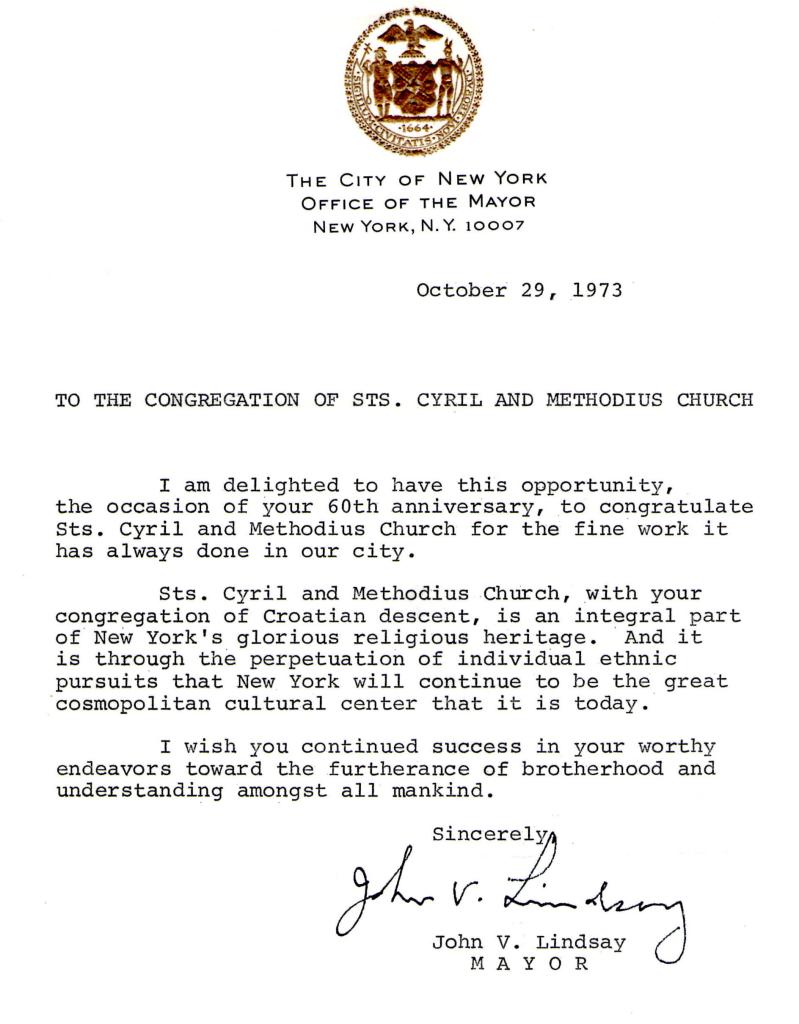 SIGILLUM CIVITATIS NOVI EBORACI
·1664·
THE CITY OF NEW YORK
OFFICE OF THE MAYOR
NEW YORK, N.Y. 10007
October 29, 1973
TO THE CONGREGATION OF STS. CYRIL AND METHODIUS CHURCH
I am delighted to have this opportunity,
the occasion of your 60th anniversary, to congratulate
Sts. Cyril and Methodius Church for the fine work it
has always done in our city.
Sts. Cyril and Methodius Church, with your
congregation of Croatian descent, is an integral part
of New York's glorious religious heritage. And it
is through the perpetuation of individual ethnic
pursuits that New York will continue to be the great
cosmopolitan cultural center that it is today.
I wish you continued success in your worthy
endeavors toward the furtherance of brotherhood and
understanding amongst all mankind.
Sincerely,
John V. Lindsay
John V. Lindsay
M A Y O R